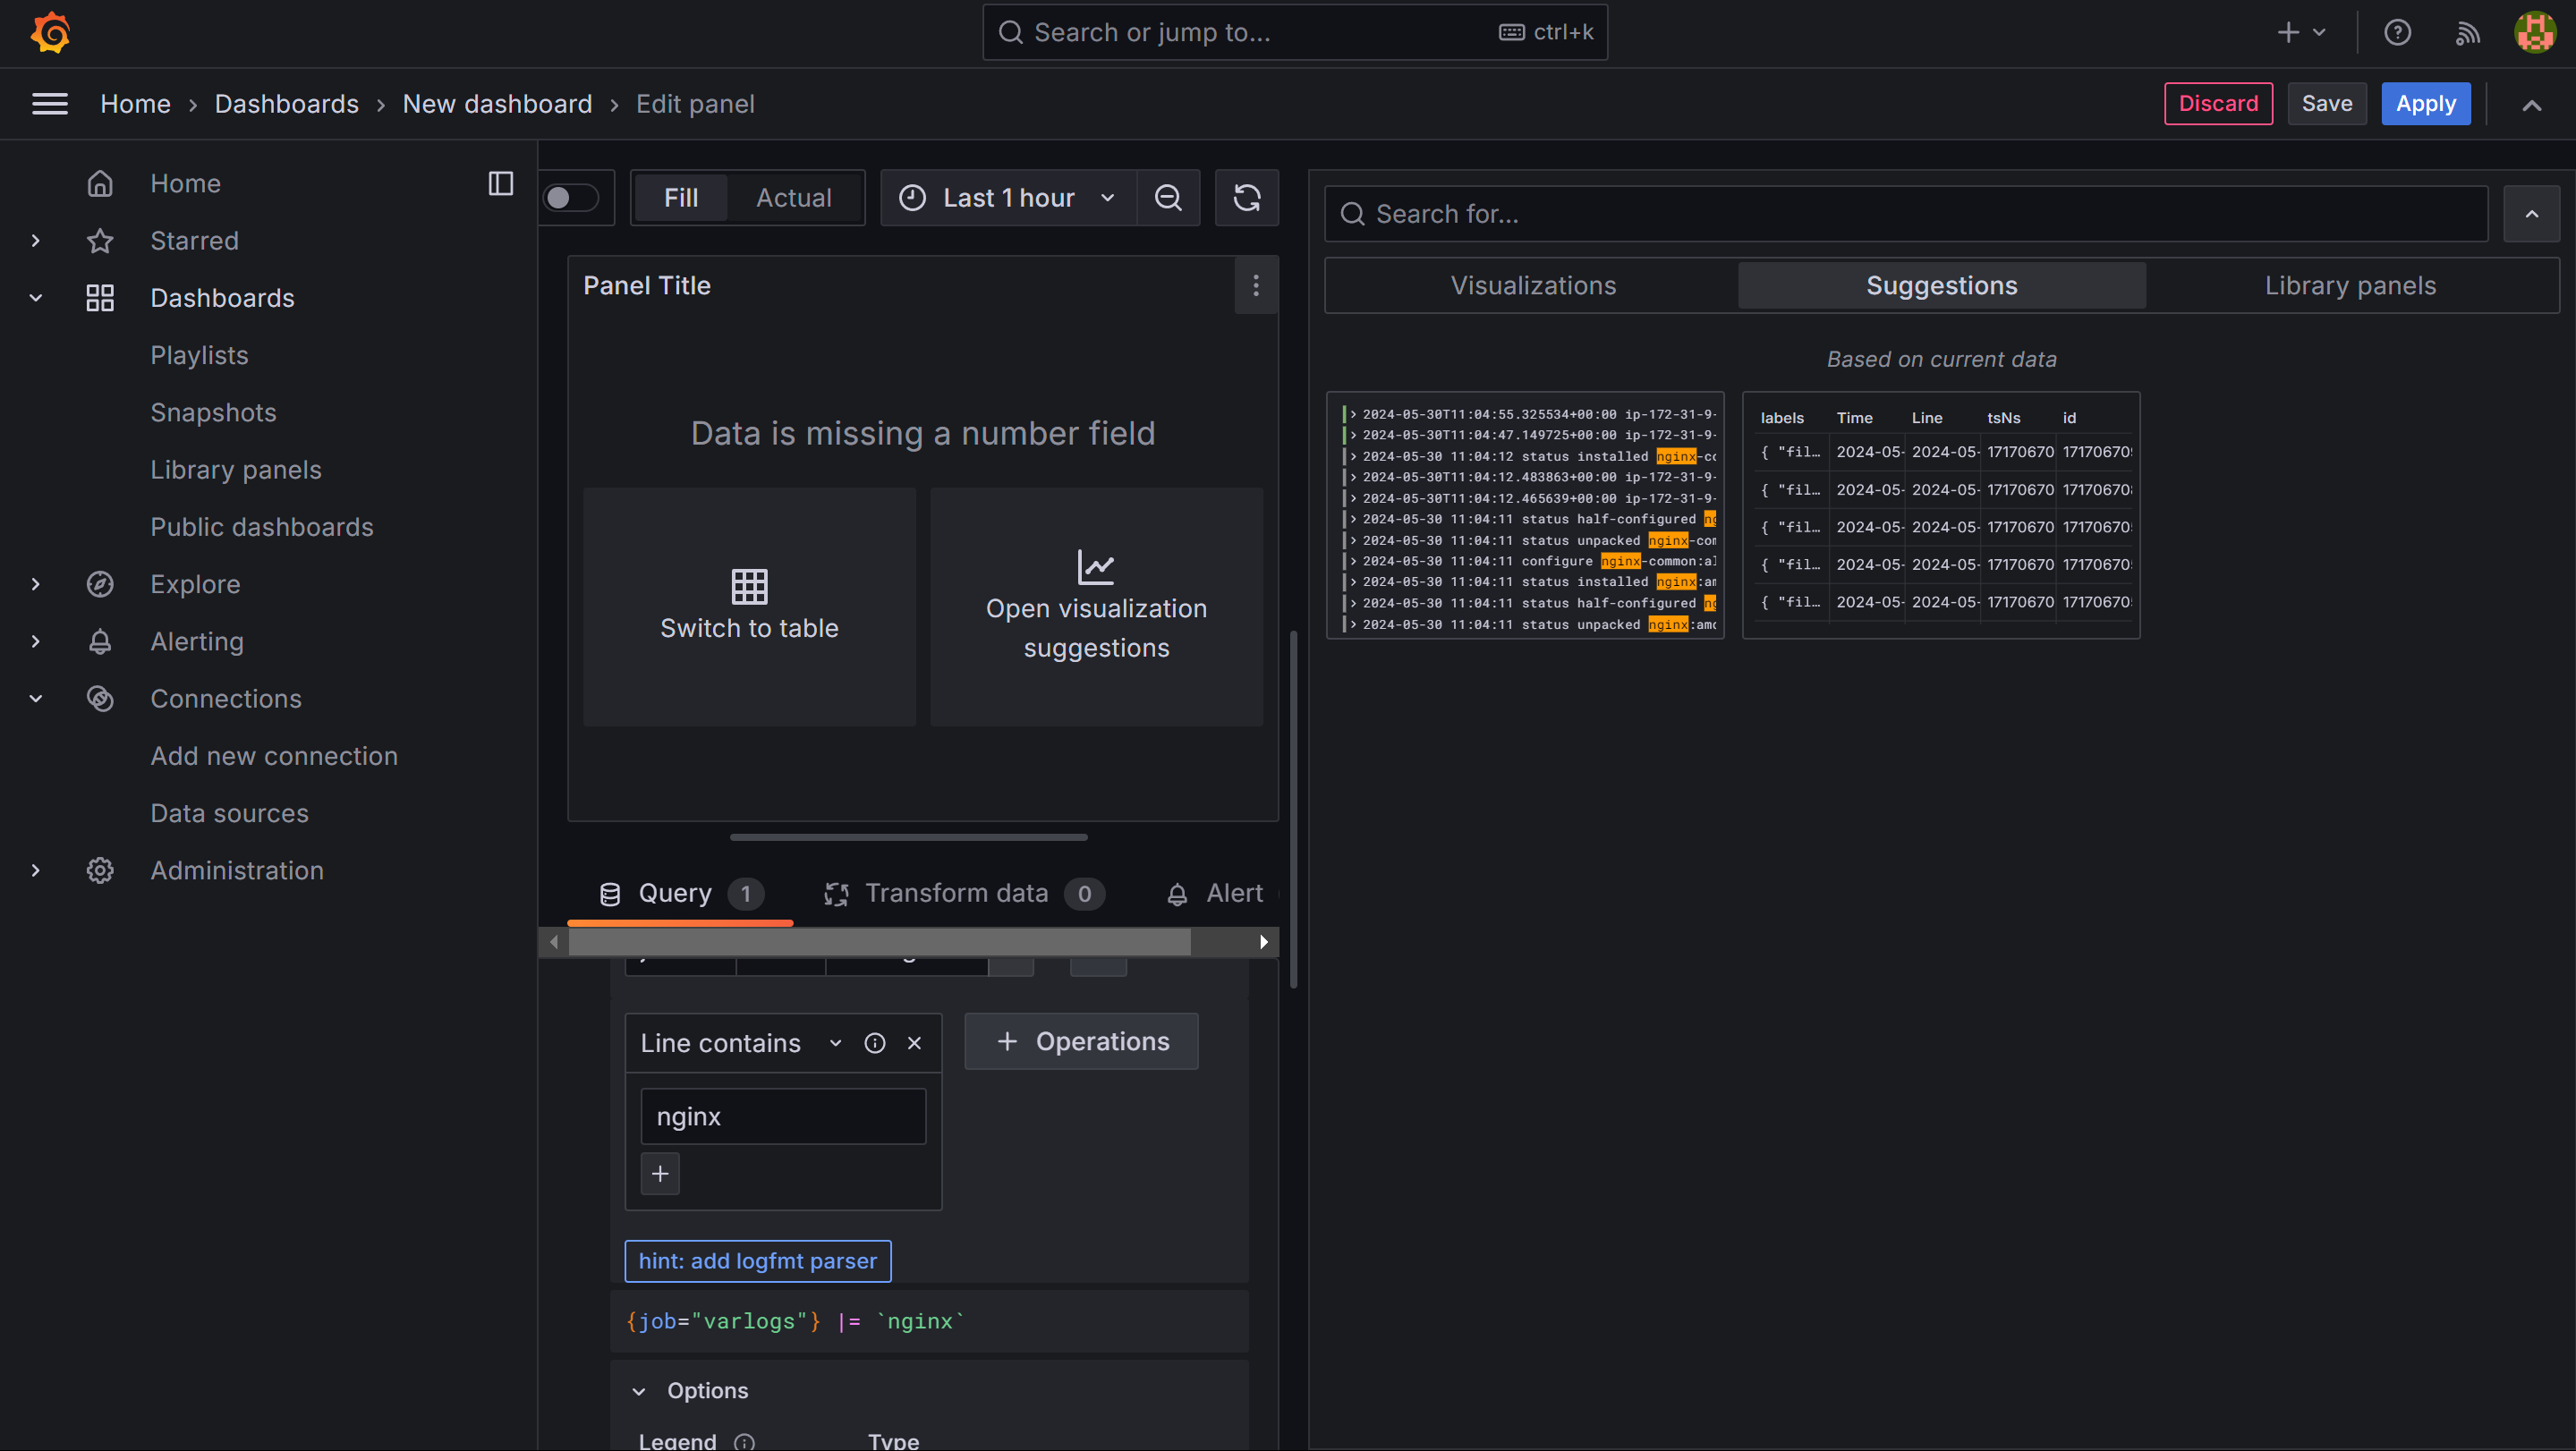 Search or jump to...
ctrl+k
Home
Dashboards
New dashboard
Edit panel
Discard
Save
Apply
Home
Starred
Dashboards
Playlists
Snapshots
Library panels
Public dashboards
Explore
Alerting
Connections
Add new connection
Data sources
Administration
Fill
Actual
Last 1 hour
Panel Title
Data is missing a number field
Switch to table
Open visualization
suggestions
Query 1
Transform data 0
Alert
Line contains
Operations
nginx
hint: add logfmt parser
{job="varlogs"} |= `nginx`
Options
Legend
Type
Search for...
Visualizations
Suggestions
Library panels
Based on current data
2024-05-30T11:04:55.325534+00:00 ip-172-31-9-
2024-05-30T11:04:47.149725+00:00 ip-172-31-9-
2024-05-30 11:04:12 status installed nginx-co
2024-05-30T11:04:12.483863+00:00 ip-172-31-9-
2024-05-30T11:04:12.465639+00:00 ip-172-31-9-
2024-05-30 11:04:11 status half-configured ng
2024-05-30 11:04:11 status unpacked nginx-com
2024-05-30 11:04:11 configure nginx-common:al
2024-05-30 11:04:11 status installed nginx:am
2024-05-30 11:04:11 status half-configured ng
2024-05-30 11:04:11 status unpacked nginx:amd
labels Time Line tsNs id
{ "fil... 2024-05- 2024-05- 17170670 171706709
{ "fil... 2024-05- 2024-05- 17170670 171706708
{ "fil... 2024-05- 2024-05- 17170670 171706705
{ "fil... 2024-05- 2024-05- 17170670 171706705
{ "fil... 2024-05- 2024-05- 17170670 171706705